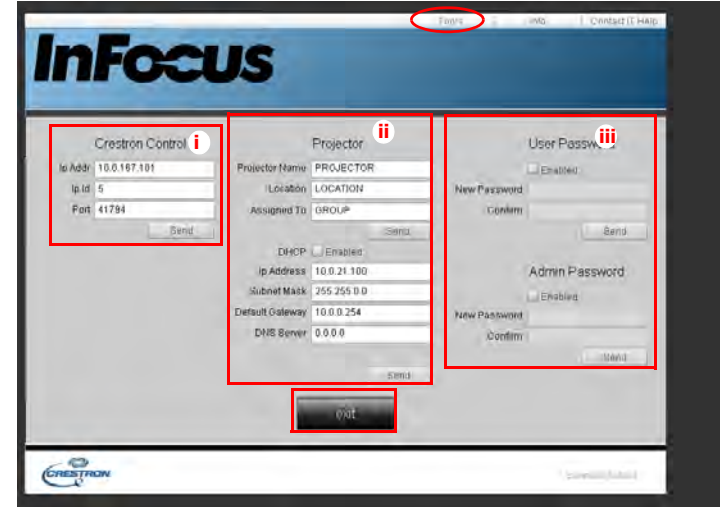 Tools | Info | Contact IT Help
InFocus
Crestron Control i
Ip Addr 10.0.167.101
Ip Id 5
Port 41794
Send
Projector ii
Projector Name PROJECTOR
Location LOCATION
Assigned To GROUP
Send
DHCP Enabled
Ip Address 10.0.21.100
Subnet Mask 255.255.0.0
Default Gateway 10.0.0.254
DNS Server 0.0.0.0
Send
User Password iii
Enabled
New Password
Confirm
Send
Admin Password
Enabled
New Password
Confirm
Send
exit
CRESTRON